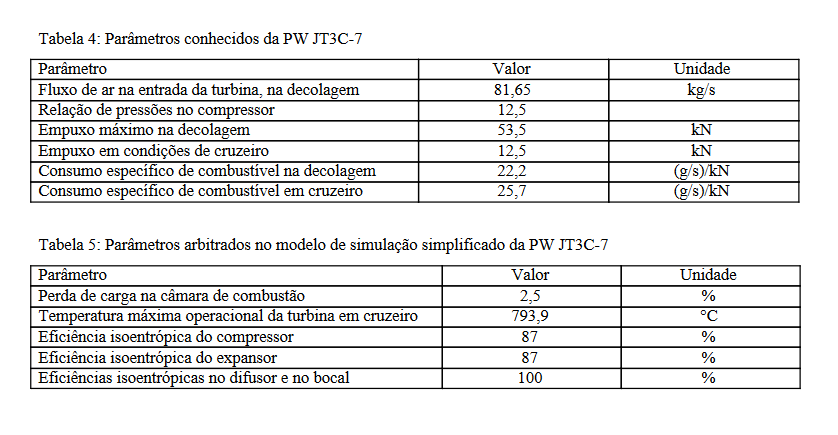 Tabela 4: Parâmetros conhecidos da PW JT3C-7
Parâmetro Valor Unidade
Fluxo de ar na entrada da turbina, na decolagem 81,65 kg/s
Relação de pressões no compressor 12,5
Empuxo máximo na decolagem 53,5 kN
Empuxo em condições de cruzeiro 12,5 kN
Consumo específico de combustível na decolagem 22,2 (g/s)/kN
Consumo específico de combustível em cruzeiro 25,7 (g/s)/kN
Tabela 5: Parâmetros arbitrados no modelo de simulação simplificado da PW JT3C-7
Parâmetro Valor Unidade
Perda de carga na câmara de combustão 2,5 %
Temperatura máxima operacional da turbina em cruzeiro 793,9 °C
Eficiência isoentrópica do compressor 87 %
Eficiência isoentrópica do expansor 87 %
Eficiências isoentrópicas no difusor e no bocal 100 %